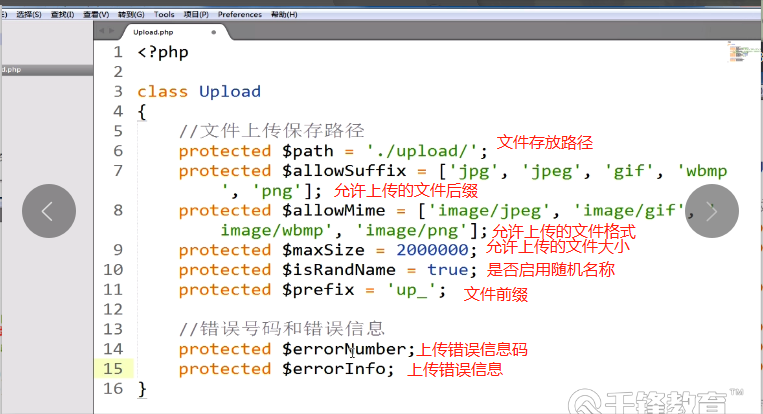 选择(S) 查找(I) 查看(V) 转到(G) Tools 项目(P) Preferences 帮助(H)
Upload.php
d.php
1 <?php
2
3 class Upload
4 {
5 //文件上传保存路径
6 protected $path = './upload/'; 文件存放路径
7 protected $allowSuffix = ['jpg', 'jpeg', 'gif', 'wbmp
', 'png']; 允许上传的文件后缀
8 protected $allowMime = ['image/jpeg', 'image/gif', '
image/wbmp', 'image/png']; 允许上传的文件格式
9 protected $maxSize = 2000000; 允许上传的文件大小
10 protected $isRandName = true; 是否启用随机名称
11 protected $prefix = 'up_'; 文件前缀
12
13 //错误号码和错误信息
14 protected $errorNumber; 上传错误信息码
15 protected $errorInfo; 上传错误信息
16 }
千锋教育™